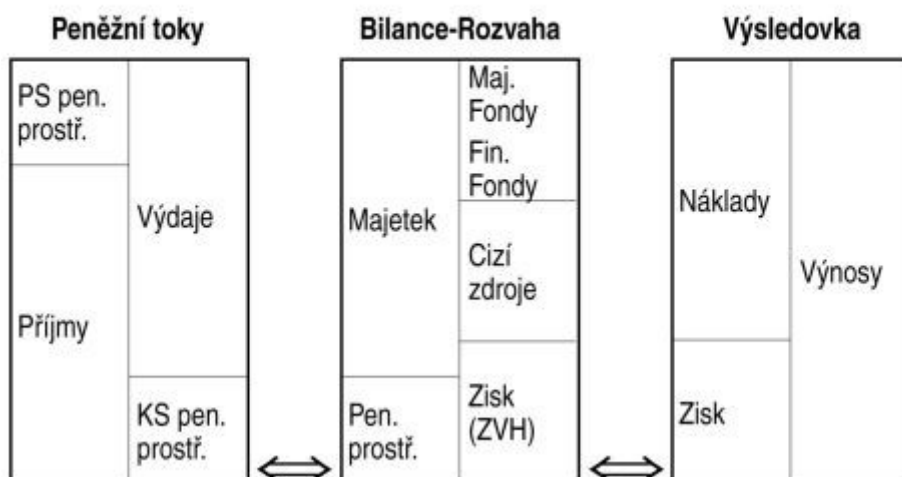 Peněžní toky
PS pen.
prostř.
Příjmy
Výdaje
KS pen.
prostř.
Bilance-Rozvaha
Majetek
Pen.
prostř.
Maj.
Fondy
Fin.
Fondy
Cizí
zdroje
Zisk
(ZVH)
Výsledovka
Náklady
Zisk
Výnosy